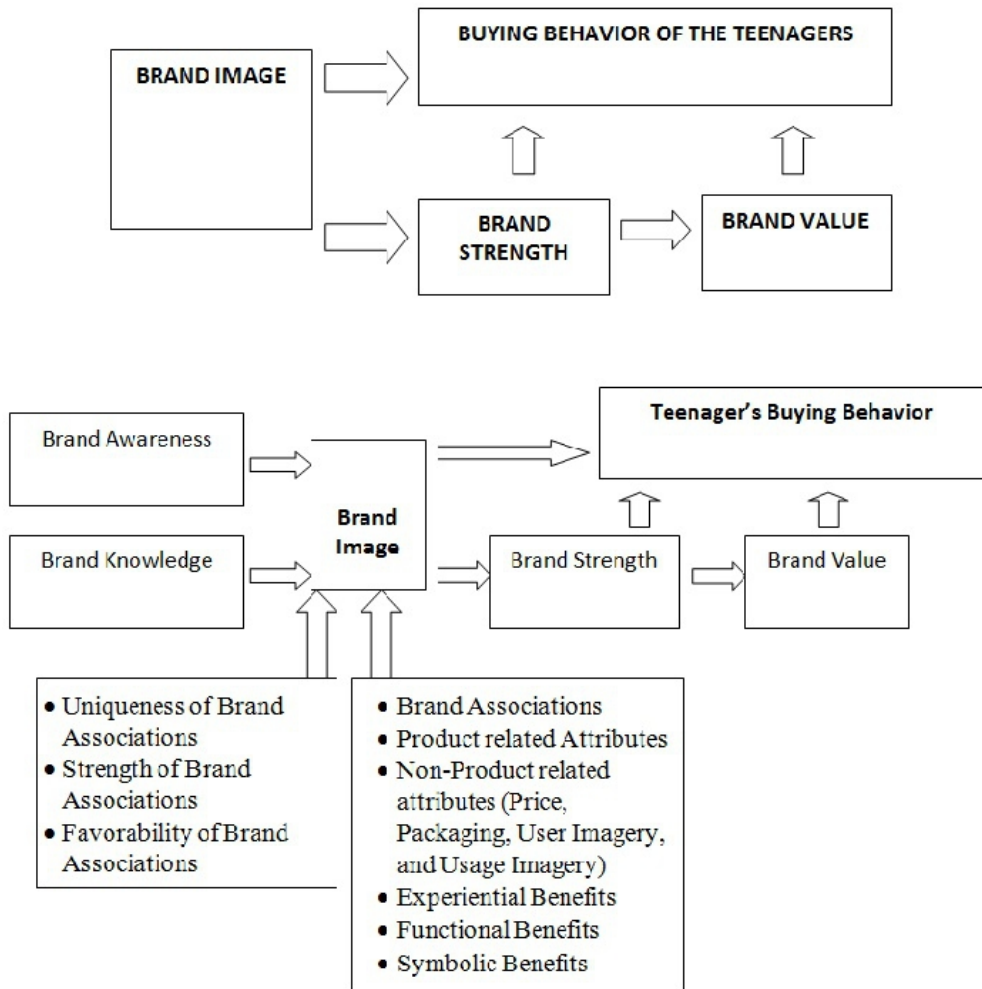 BUYING BEHAVIOR OF THE TEENAGERS
BRAND IMAGE
BRAND
STRENGTH
BRAND VALUE
Teenager's Buying Behavior
Brand Awareness
Brand
Image
Brand Knowledge
Brand Strength
Brand Value
• Uniqueness of Brand
Associations
• Strength of Brand
Associations
• Favorability of Brand
Associations
• Brand Associations
• Product related Attributes
• Non-Product related
attributes (Price,
Packaging, User Imagery,
and Usage Imagery)
• Experiential Benefits
• Functional Benefits
• Symbolic Benefits